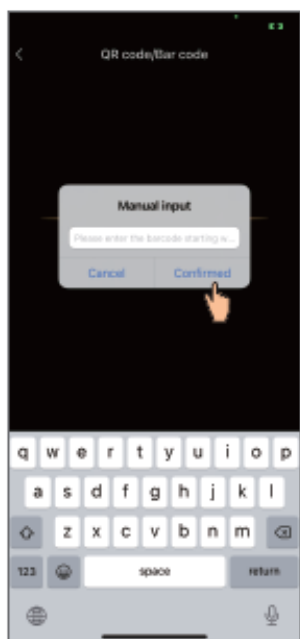 QR code/Bar code
Manual input
Please enter the barcode starting w...
Cancel Confirmed
q w e r t y u i o p
a s d f g h j k l
z x c v b n m
123 space return